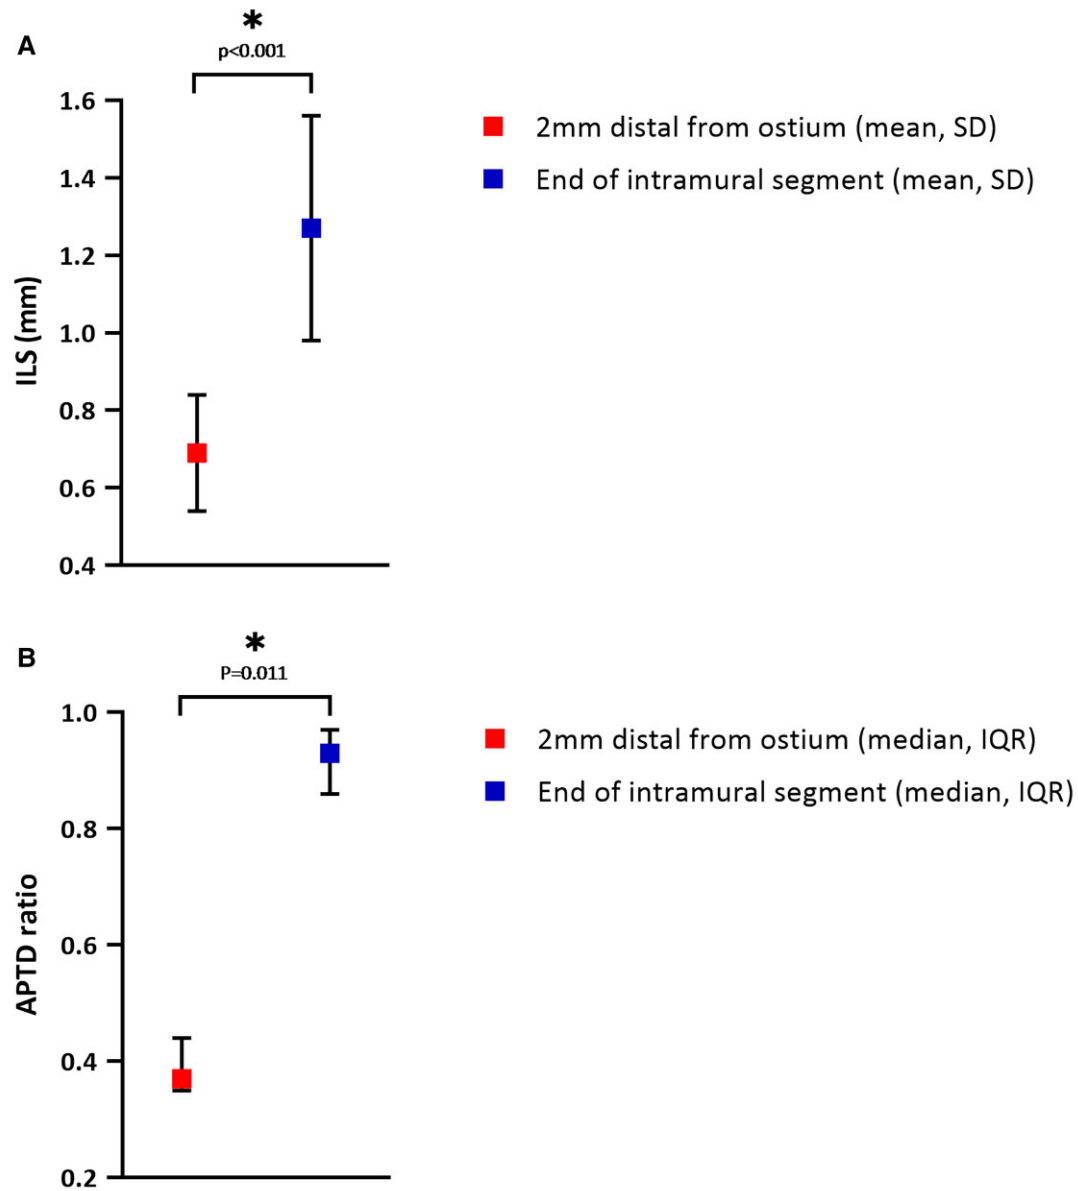 A
*
p<0.001
1.6
1.4
1.2
1.0
0.8
0.6
0.4
ILS (mm)
2mm distal from ostium (mean, SD)
End of intramural segment (mean, SD)
B
*
P=0.011
1.0
0.8
0.6
0.4
0.2
APTD ratio
2mm distal from ostium (median, IQR)
End of intramural segment (median, IQR)